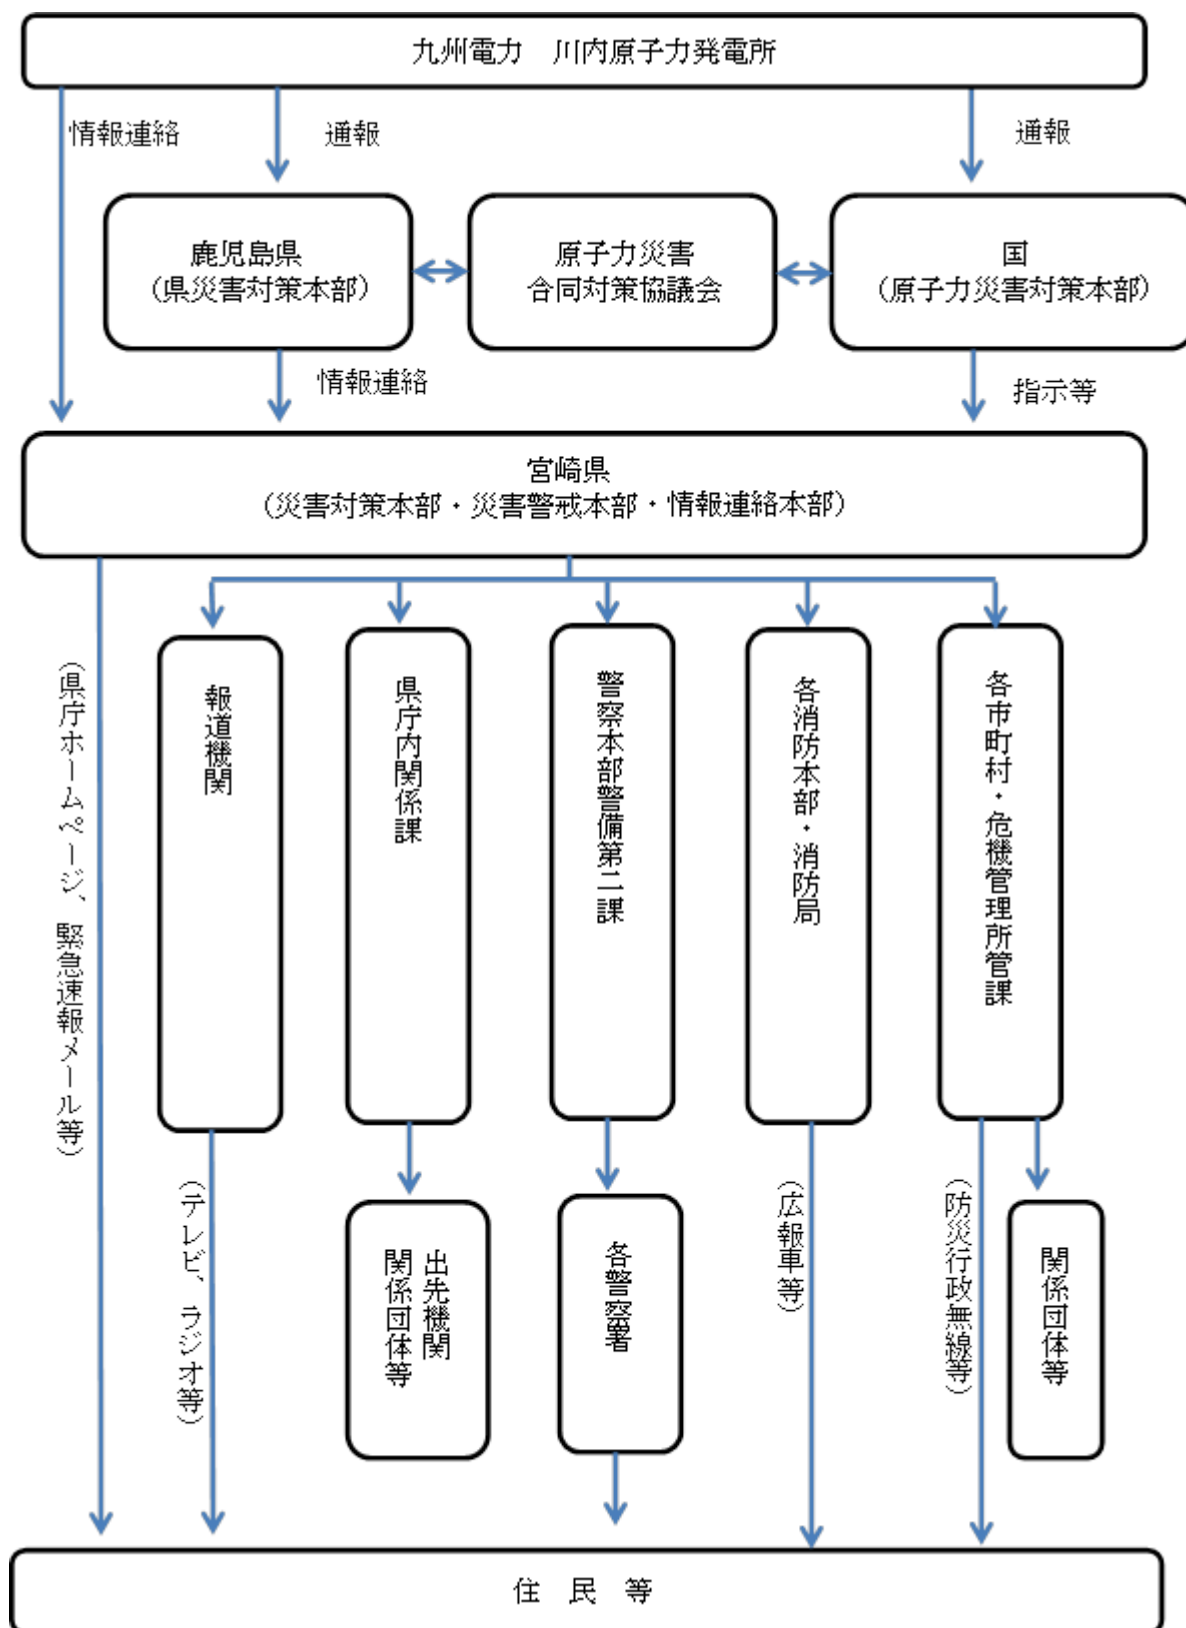 九州電力　川内原子力発電所
情報連絡
通報
通報
鹿児島県
（県災害対策本部）
原子力災害
合同対策協議会
国
（原子力災害対策本部）
情報連絡
指示等
宮崎県
（災害対策本部・災害警戒本部・情報連絡本部）
（県庁ホームページ、緊急速報メール等）
報道機関
県庁内関係課
警察本部警備第二課
各消防本部・消防局
各市町村・危機管理所管課
（テレビ、ラジオ等）
出先機関
関係団体等
各警察署
（広報車等）
（防災行政無線等）
関係団体等
住　民　等